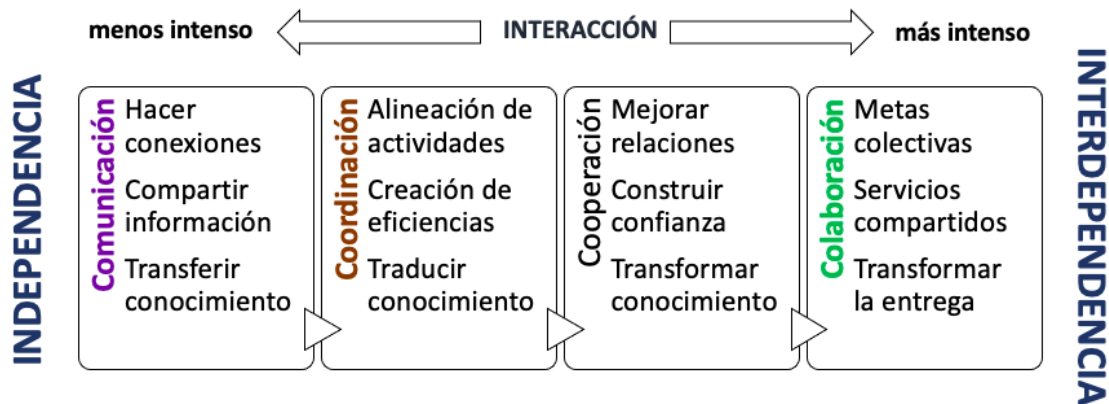 menos intenso
INTERACCIÓN
más intenso
INDEPENDENCIA
Comunicación
Hacer
conexiones
Compartir
información
Transferir
conocimiento
Coordinación
Alineación de
actividades
Creación de
eficiencias
Traducir
conocimiento
Cooperación
Mejorar
relaciones
Construir
confianza
Transformar
conocimiento
Colaboración
Metas
colectivas
Servicios
compartidos
Transformar
la entrega
INTERDEPENDENCIA